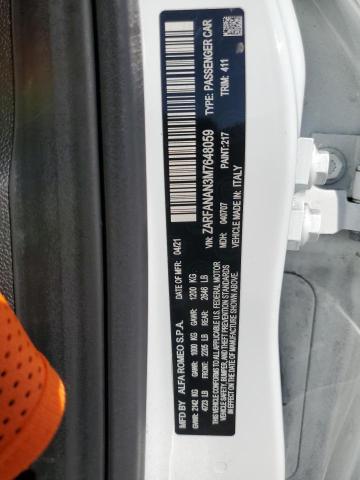 MFD BY ALFA ROMEO S.P.A. DATE OF MFR: 04/21
GVWR: 2142 KG GAWR: 1000 KG GAWR: 1200 KG
4723 LB FRONT: 2205 LB REAR: 2646 LB
THIS VEHICLE CONFORMS TO ALL APPLICABLE U.S. FEDERAL MOTOR
VEHICLE SAFETY, BUMPER, AND THEFT PREVENTION STANDARDS
IN EFFECT ON THE DATE OF MANUFACTURE SHOWN ABOVE
VIN: ZARFANAN3M7648059 TYPE: PASSENGER CAR
MCH: 040707 PAINT: 217 TRIM: 411
VEHICLE MADE IN: ITALY